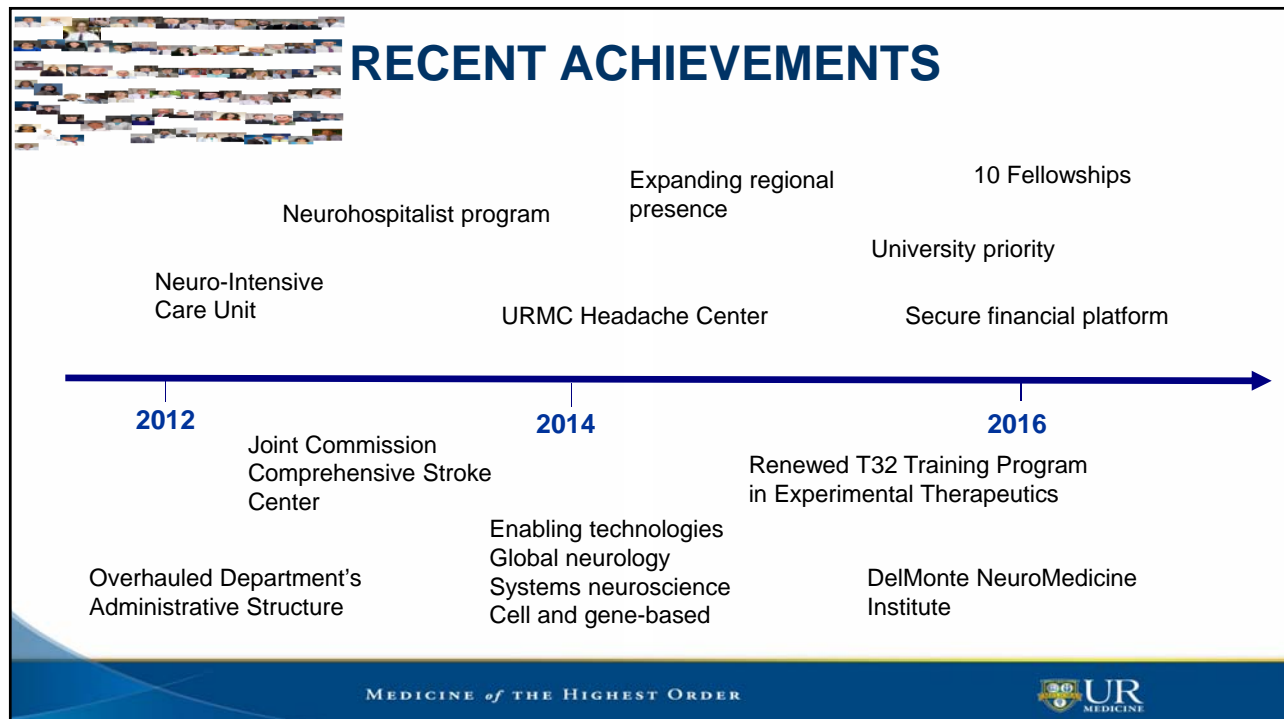 RECENT ACHIEVEMENTS
Expanding regional
presence
10 Fellowships
Neurohospitalist program
University priority
Neuro-Intensive
Care Unit
URMC Headache Center
Secure financial platform
2012
2014
2016
Joint Commission
Comprehensive Stroke
Center
Renewed T32 Training Program
in Experimental Therapeutics
Enabling technologies
Global neurology
Systems neuroscience
Cell and gene-based
Overhauled Department’s
Administrative Structure
DelMonte NeuroMedicine
Institute
MEDICINE of THE HIGHEST ORDER
UR
MEDICINE